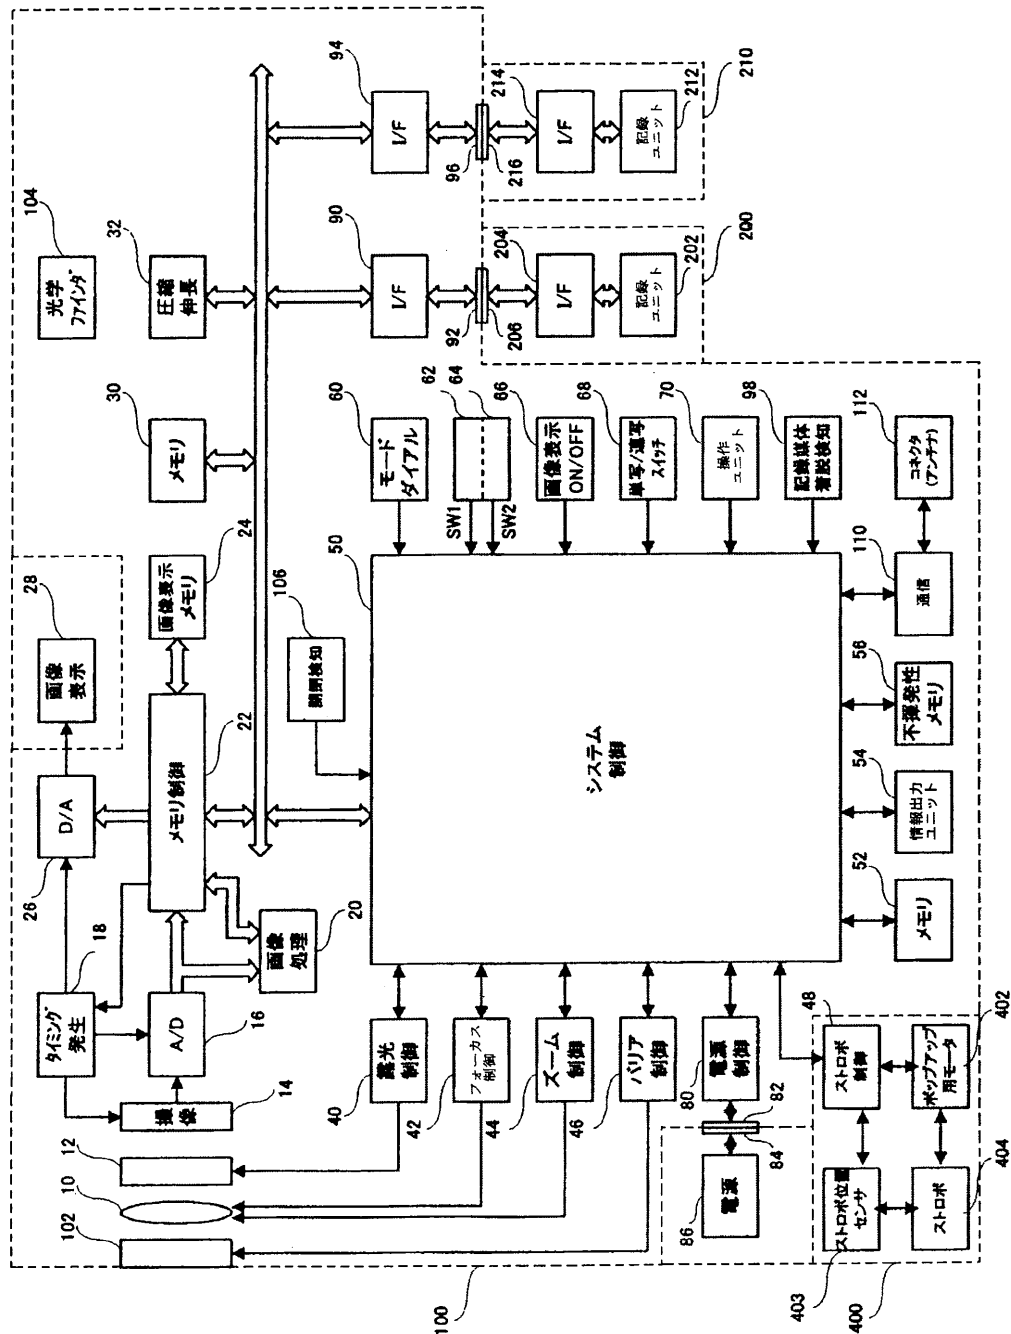 102
10
12
14
撮像
16
A/D
18
タイミング
発生
26
D/A
28
画像
表示
104
光学
ファインダ
20
画像
処理
22
メモリ制御
24
画像表示
メモリ
30
メモリ
32
圧縮
伸長
106
開閉検知
100
40
露光
制御
42
フォーカス
制御
44
ズーム
制御
46
バリア
制御
80
電源
制御
82
84
86
電源
50
システム
制御
60
モード
ダイアル
62
64
SW1
SW2
66
画像表示
ON/OFF
68
単写/連写
スイッチ
70
操作
ユニット
98
記録媒体
着脱検知
90
I/F
92
206
204
I/F
202
記録
ユニット
200
94
I/F
96
216
214
I/F
212
記録
ユニット
210
48
ストロボ
制御
402
ポップアップ
用モータ
403
ストロボ位置
センサ
404
ストロボ
400
52
メモリ
54
情報出力
ユニット
56
不揮発性
メモリ
110
通信
112
コネクタ
(アンテナ)